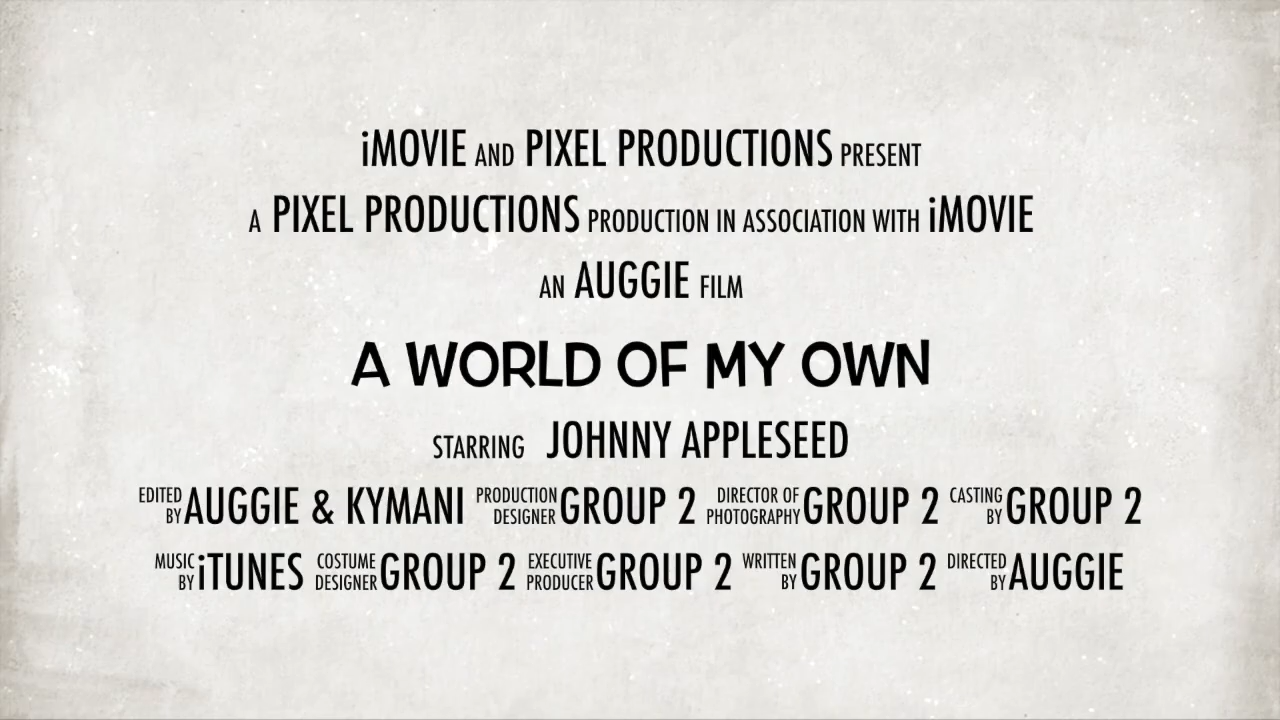 iMOVIE AND PIXEL PRODUCTIONS PRESENT
A PIXEL PRODUCTIONS PRODUCTION IN ASSOCIATION WITH iMOVIE
AN AUGGIE FILM
A WORLD OF MY OWN
STARRING JOHNNY APPLESEED
EDITED BY AUGGIE & KYMANI PRODUCTION DESIGNER GROUP 2 DIRECTOR OF PHOTOGRAPHY GROUP 2 CASTING BY GROUP 2
MUSIC BY iTUNES COSTUME DESIGNER GROUP 2 EXECUTIVE PRODUCER GROUP 2 WRITTEN BY GROUP 2 DIRECTED BY AUGGIE